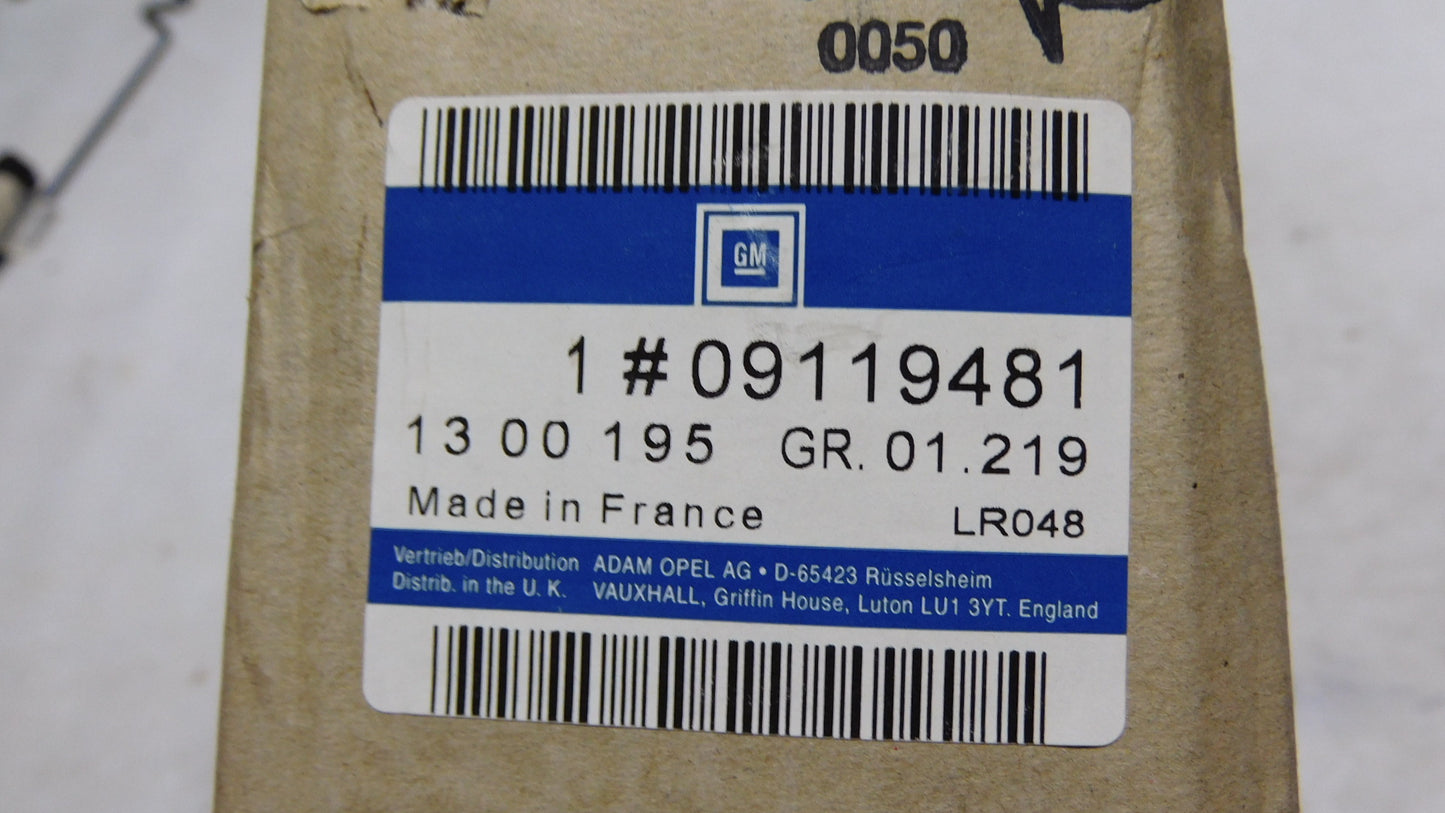 0050
GM
1 # 09119481
13 00 195 GR. 01.219
Made in France LR048
Vertrieb/Distribution ADAM OPEL AG • D-65423 Rüsselsheim
Distrib. in the U. K. VAUXHALL, Griffin House, Luton LU1 3YT. England